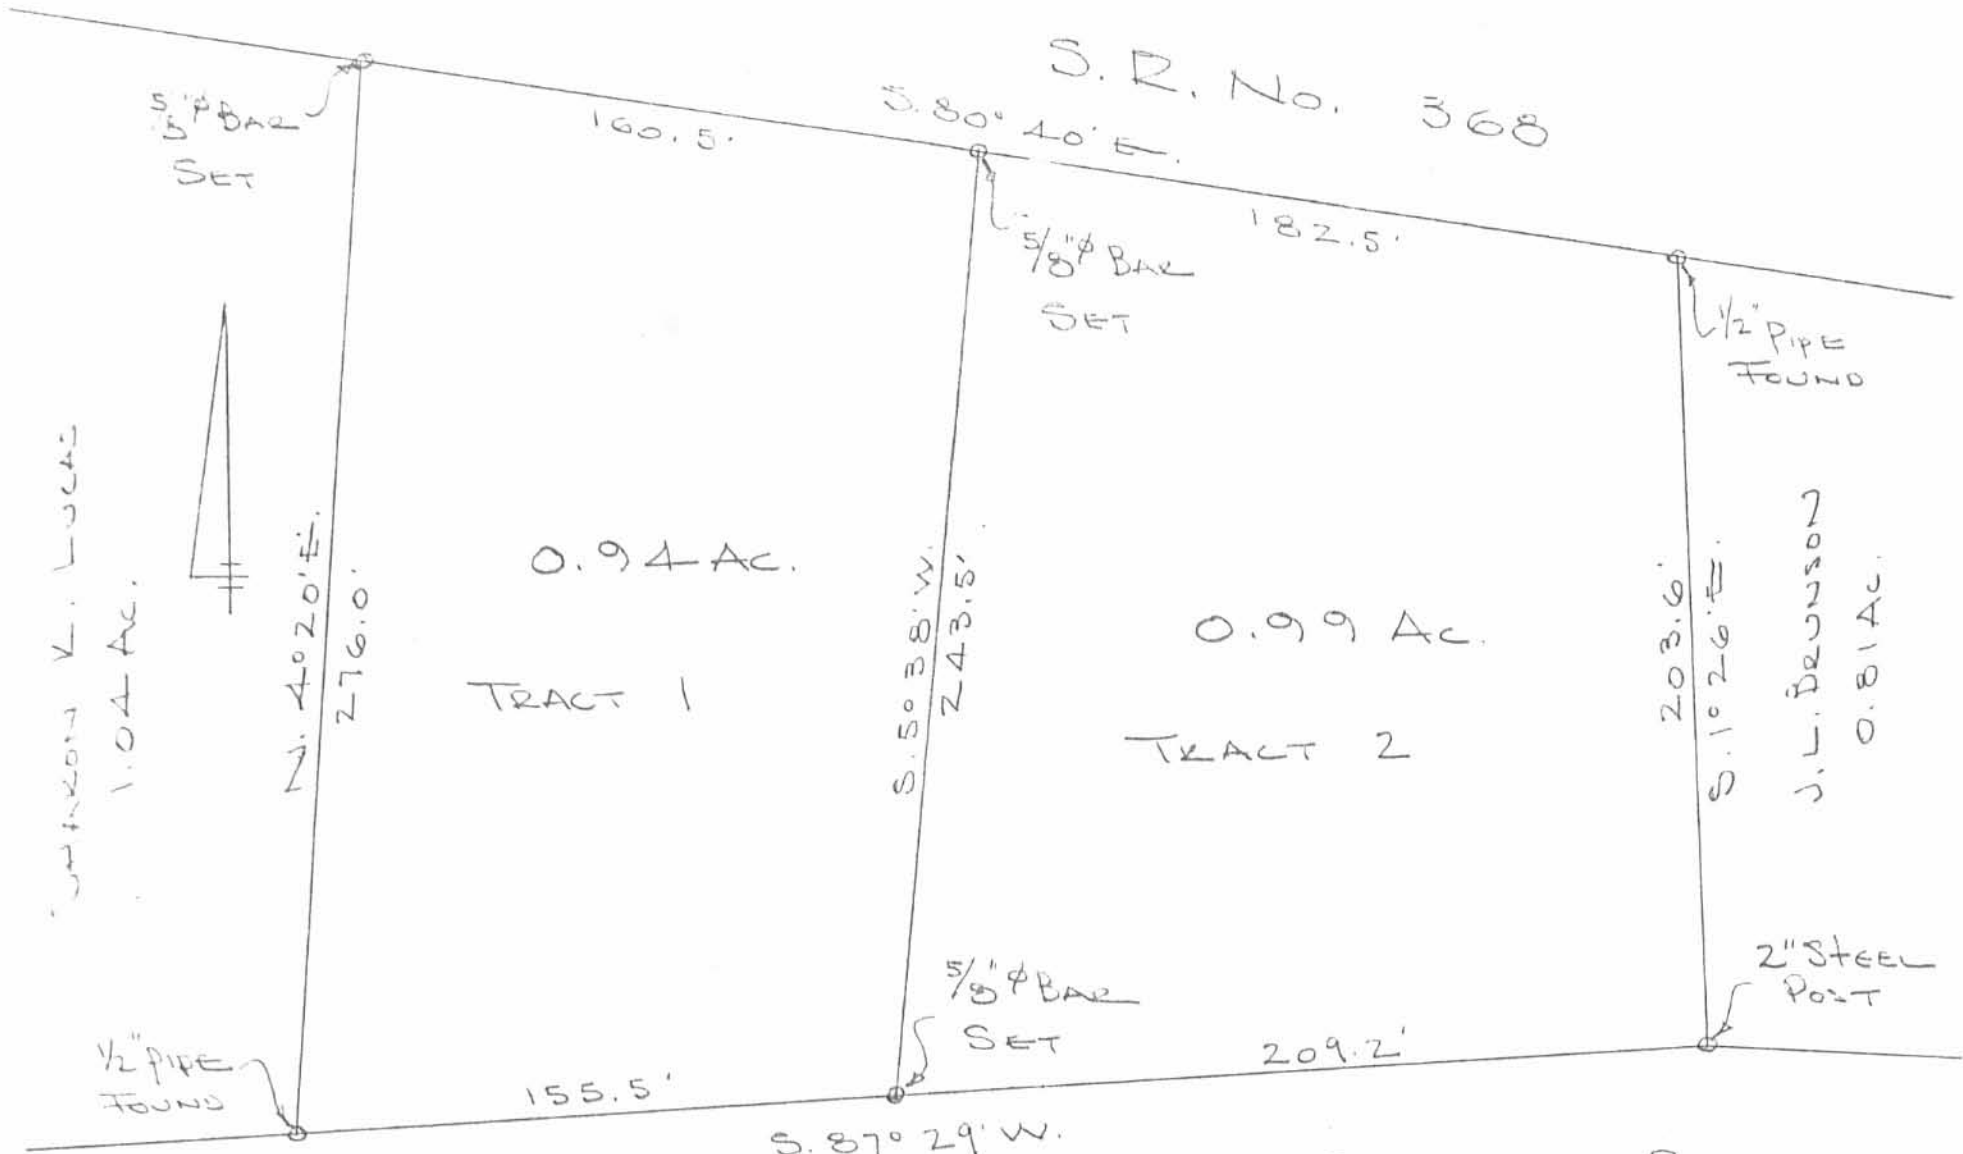 S. R. No. 368
S. 80° 40' E.
160.5'
182.5'
5/8"ϕ BAR
SET
5/8"ϕ BAR
SET
1/2" PIPE
FOUND
K. LUCAS
1.04 AC.
N. 4° 20' E.
276.0'
0.94 AC.
TRACT 1
S. 5° 38' W.
243.5'
0.99 AC.
TRACT 2
203.6'
S. 1° 26' E.
J. L. BRUNSON
0.81 AC.
1/2" PIPE
FOUND
155.5'
5/8"ϕ BAR
SET
209.2'
2" STEEL
POST
S. 87° 29' W.